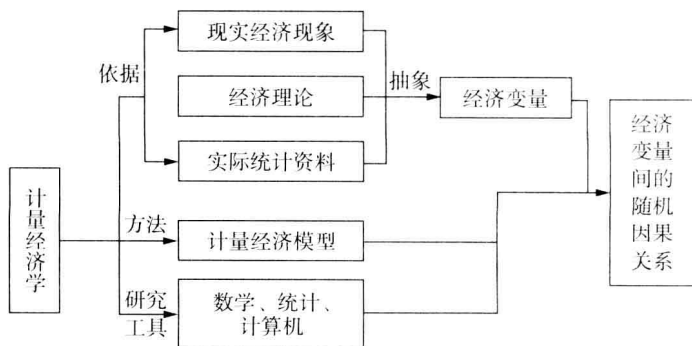 现实经济现象
依据
经济理论
抽象
经济变量
实际统计资料
计量经济学
方法
计量经济模型
研究
工具
数学、统计、
计算机
经济
变量
间的
随机
因果
关系